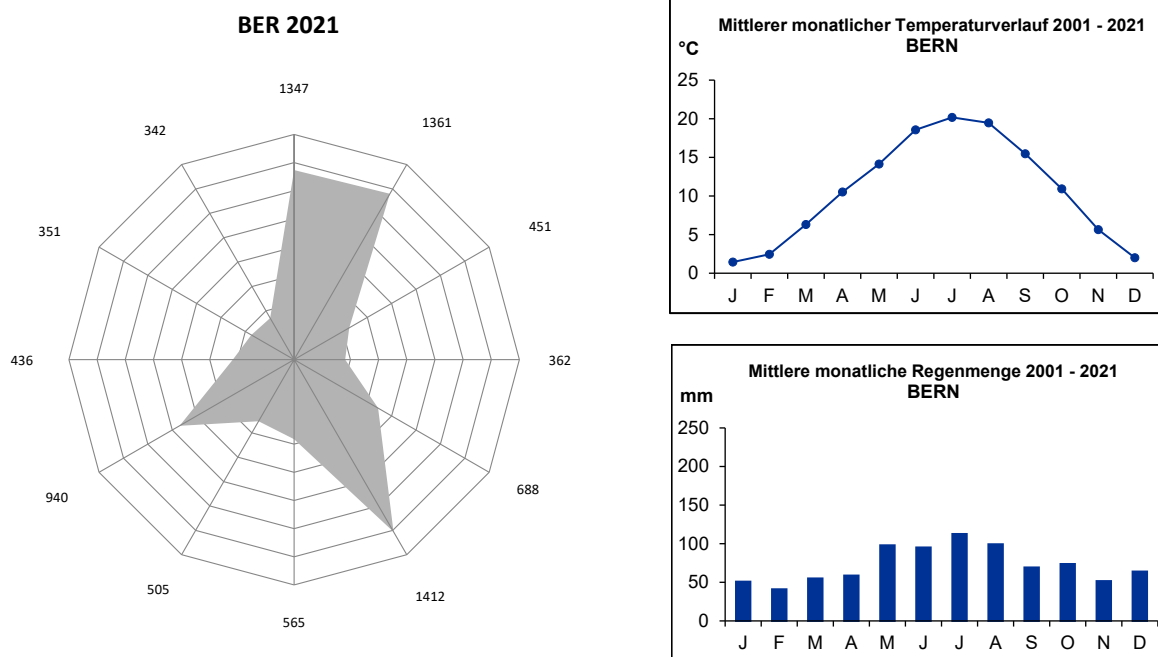 BER 2021
1347
1361
451
362
688
1412
565
505
940
436
351
342
Mittlerer monatlicher Temperaturverlauf 2001 - 2021
BERN
°C
25
20
15
10
5
0
J F M A M J J A S O N D
Mittlere monatliche Regenmenge 2001 - 2021
BERN
mm
250
200
150
100
50
0
J F M A M J J A S O N D